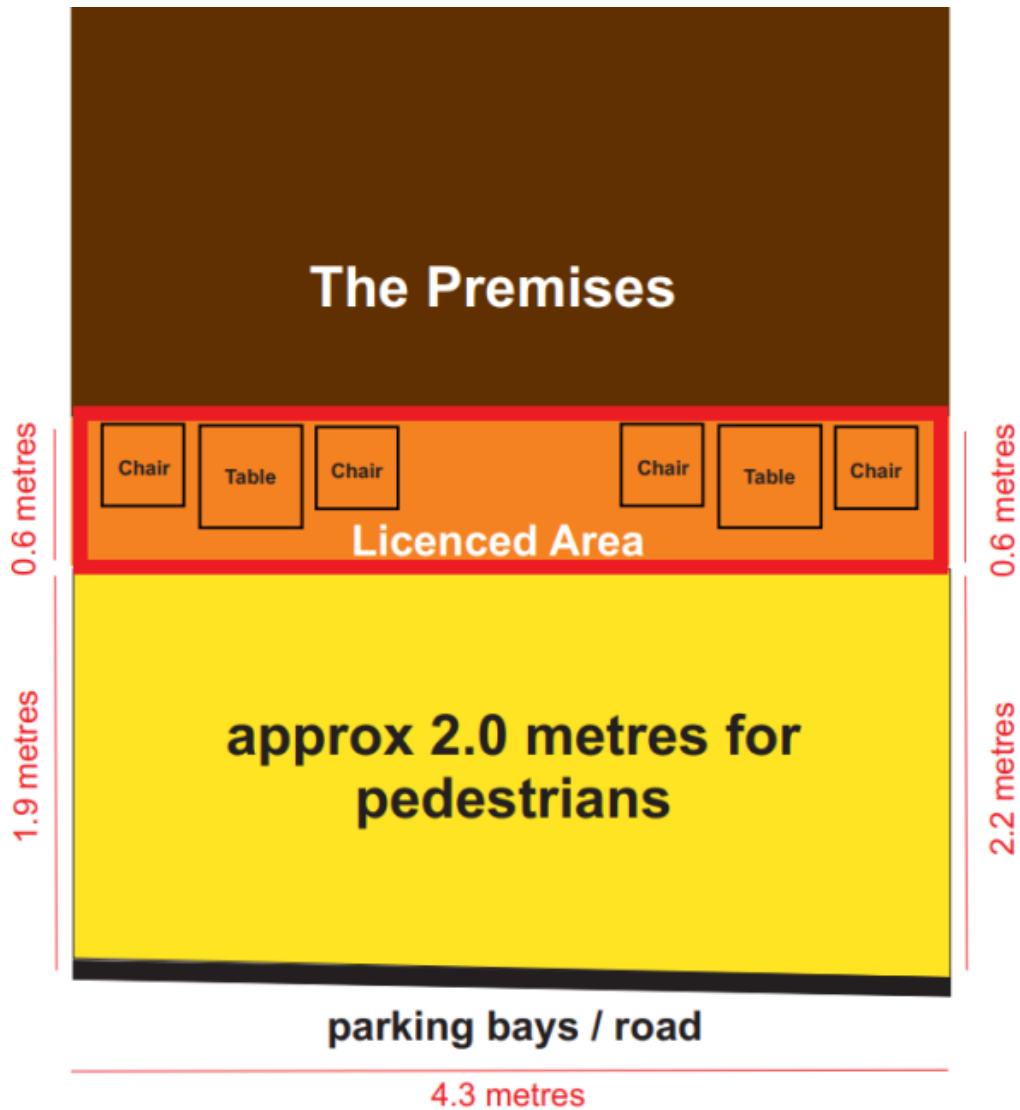 The Premises
0.6 metres
Chair
Table
Chair
Chair
Table
Chair
0.6 metres
Licenced Area
1.9 metres
approx 2.0 metres for
pedestrians
2.2 metres
parking bays / road
4.3 metres